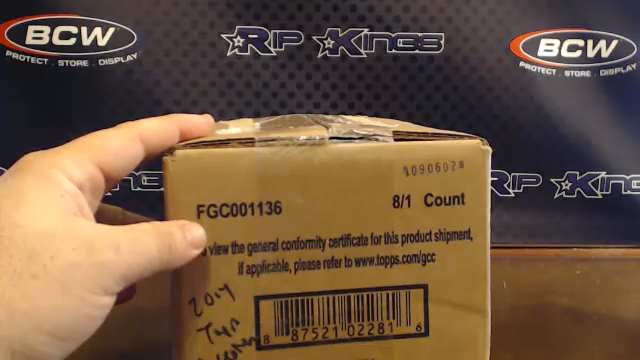 BCW
PROTECT . STORE . DISPLAY
RIP KINGS
BCW
PROTECT . STORE . DISPLAY
FGC001136
8/1 Count
view the general conformity certificate for this product shipment,
if applicable, please refer to www.topps.com/gcc
2014
8 87521 02281 6
BCW
RIP KINGS